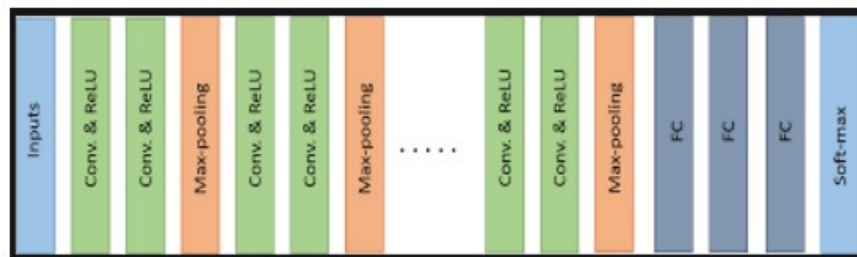 Inputs
Conv. & ReLU
Conv. & ReLU
Max-pooling
Conv. & ReLU
Conv. & ReLU
Max-pooling
.....
Conv. & ReLU
Conv. & ReLU
Max-pooling
FC
FC
FC
Soft-max